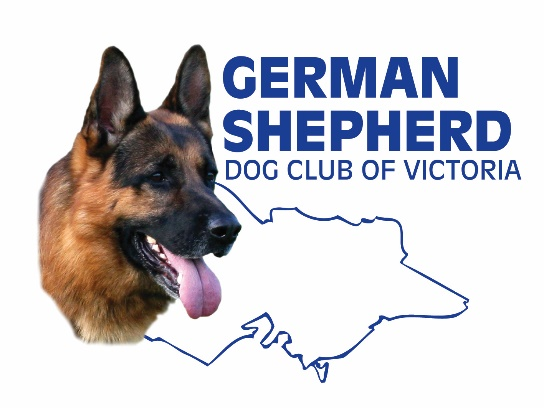 GERMAN
SHEPHERD
DOG CLUB OF VICTORIA